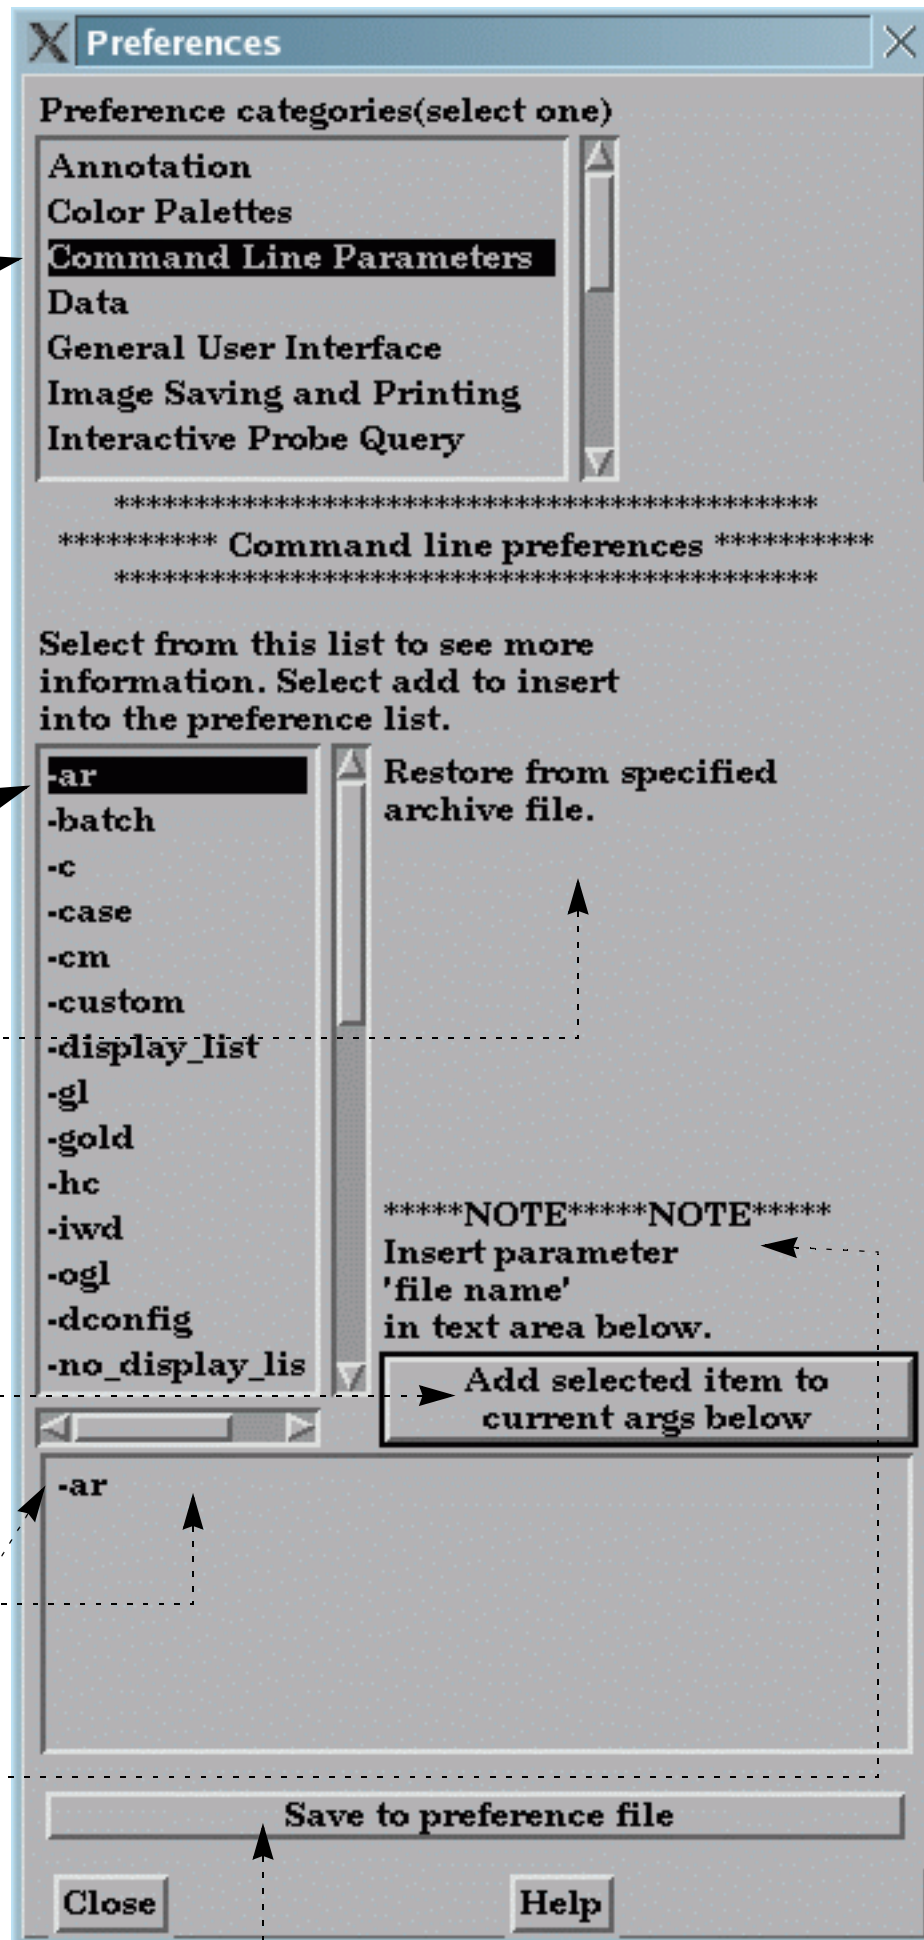 Preferences
Preference categories(select one)
Annotation
Color Palettes
Command Line Parameters
Data
General User Interface
Image Saving and Printing
Interactive Probe Query
********************************************
********** Command line preferences **********
********************************************
Select from this list to see more
information. Select add to insert
into the preference list.
-ar
-batch
-c
-case
-cm
-custom
-display_list
-gl
-gold
-hc
-iwd
-ogl
-dconfig
-no_display_lis
Restore from specified
archive file.
*****NOTE*****NOTE*****
Insert parameter
'file name'
in text area below.
Add selected item to
current args below
-ar
Save to preference file
Close
Help